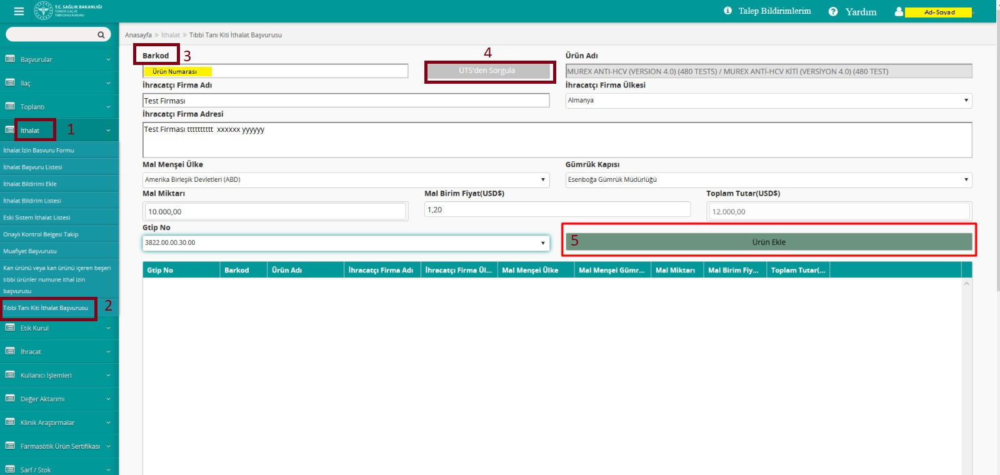 T.C. SAĞLIK BAKANLIĞI
TÜRKİYE İLAÇ VE
TIBBİ CİHAZ KURUMU
Talep Bildirimlerim
Yardım
Ad-Soyad
Anasayfa » İthalat » Tıbbi Tanı Kiti İthalat Başvurusu
Başvurular
İlaç
Toplantı
İthalat 1
İthalat İzin Basvuru Formu
İthalat Başvuru Listesi
İthalat Bildirimi Ekle
İthalat Bildirim Listesi
Eski Sistem İthalat Listesi
Onaylı Kontrol Belgesi Takip
Muafiyet Başvurusu
Kan ürünü veya kan ürünü içeren beşeri
tıbbi ürünler numune ithal izin
başvurusu
Tıbbi Tanı Kiti İthalat Başvurusu 2
Etik Kurul
İhracat
Kullanıcı İşlemleri
Değer Aktarımı
Klinik Araştırmalar
Farmasötik Ürün Sertifikası
Sarf / Stok
Barkod 3
Ürün Numarası
4
ÜTS'den Sorgula
Ürün Adı
MUREX ANTI-HCV (VERSION 4.0) (480 TESTS) / MUREX ANTİ-HCV KİTİ (VERSİYON 4.0) (480 TEST)
İhracatçı Firma Adı
Test Firması
İhracatçı Firma Ülkesi
Almanya
İhracatçı Firma Adresi
Test Firması tttttttttt xxxxxx yyyyyy
Mal Menşei Ülke
Amerika Birleşik Devletleri (ABD)
Gümrük Kapısı
Esenboğa Gümrük Müdürlüğü
Mal Miktarı
10.000,00
Mal Birim Fiyat(USD$)
1,20
Toplam Tutar(USD$)
12.000,00
Gtip No
3822.00.00.30.00
5 Ürün Ekle
Gtip No Barkod Ürün Adı İhracatçı Firma Adı İhracatçı Firma Ül... Mal Menşei Ülke Mal Menşei Gümr... Mal Miktarı Mal Birim Fiy... Toplam Tutar(...